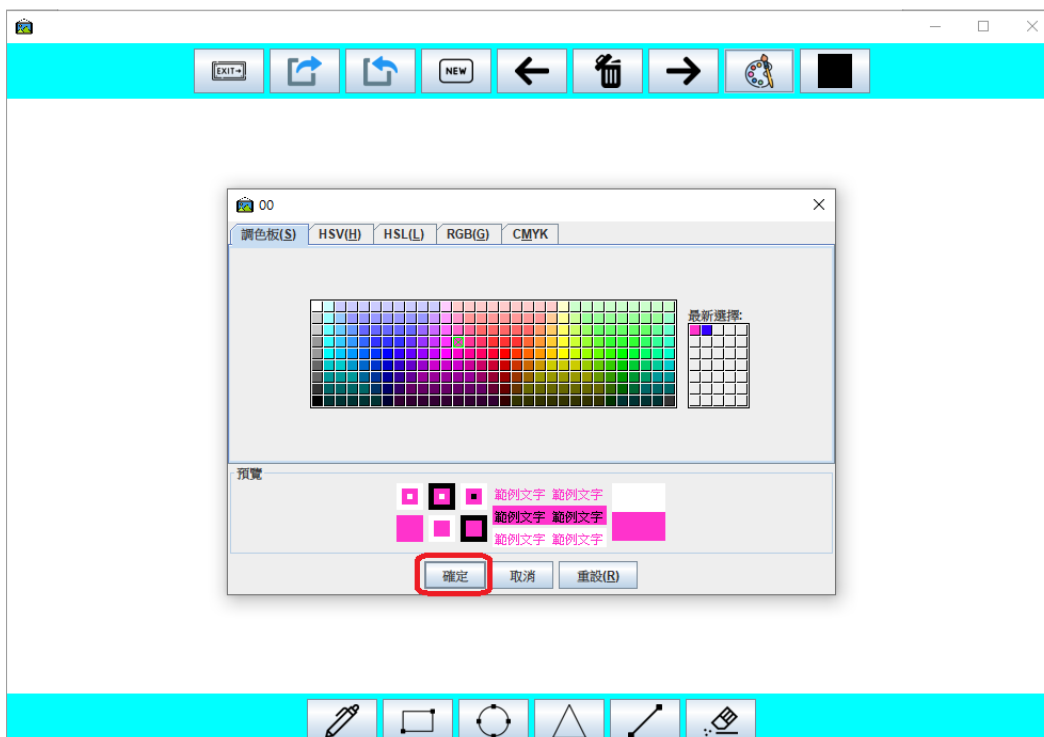 EXIT→
NEW
00
調色板(S) HSV(H) HSL(L) RGB(G) CMYK
最新選擇:
預覽
範例文字 範例文字
範例文字 範例文字
範例文字 範例文字
確定 取消 重設(R)